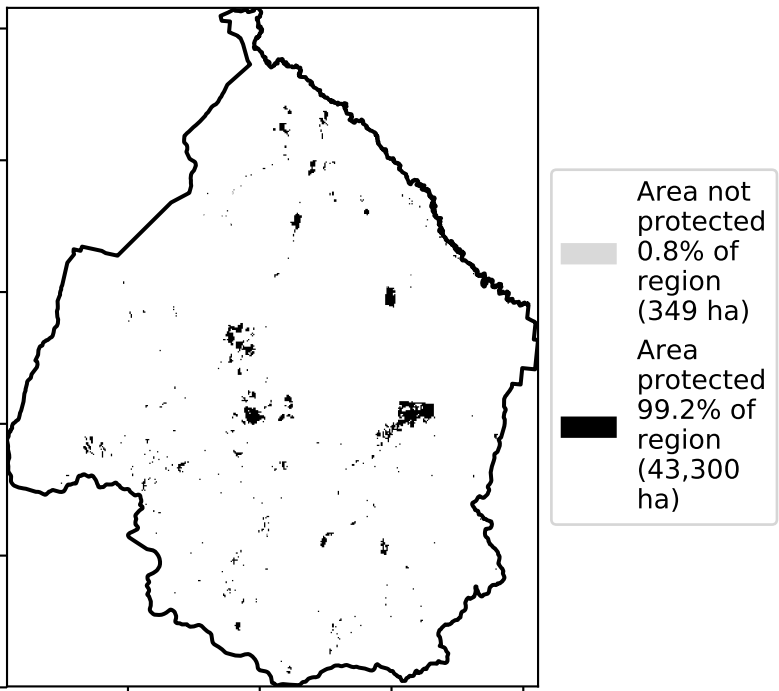 Area not
protected
0.8% of
region
(349 ha)
Area
protected
99.2% of
region
(43,300
ha)